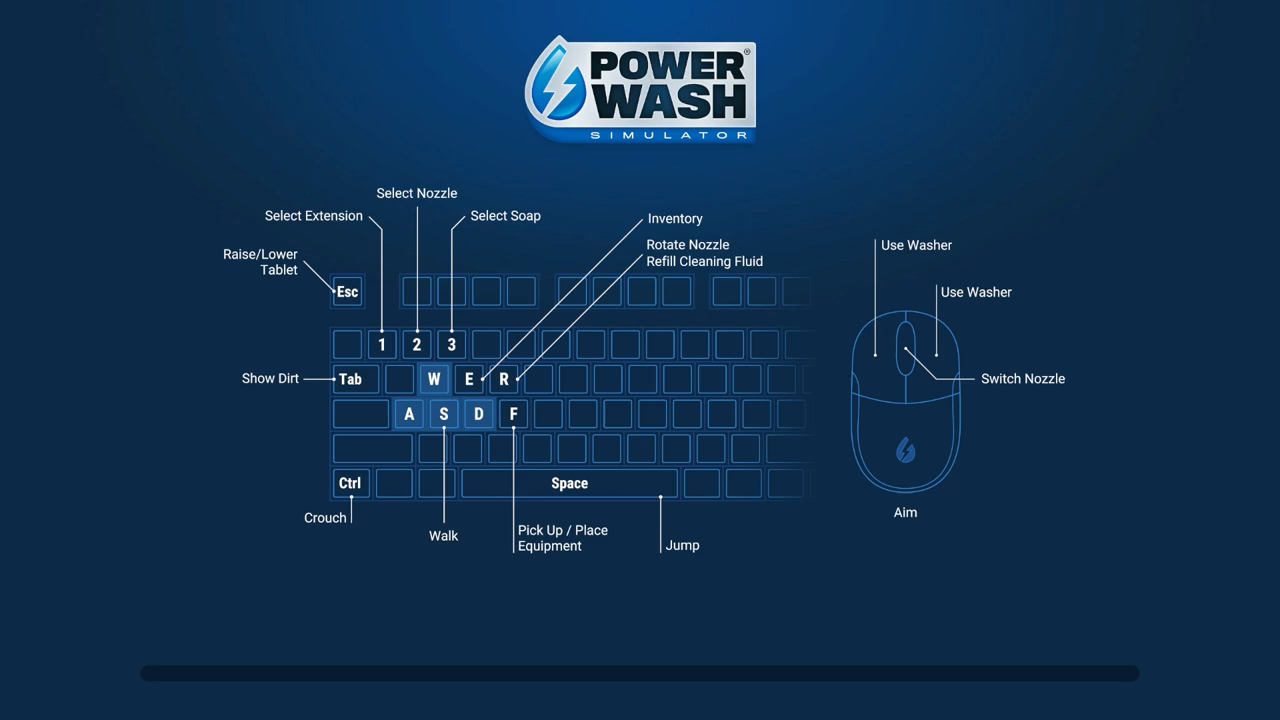 POWER®
WASH
SIMULATOR
Select Nozzle
Select Extension
Select Soap
Inventory
Raise/Lower
Tablet
Rotate Nozzle
Refill Cleaning Fluid
Use Washer
Use Washer
Esc
1 2 3
Show Dirt
Tab W E R
Switch Nozzle
A S D F
Ctrl Space
Crouch
Walk
Pick Up / Place
Equipment
Jump
Aim